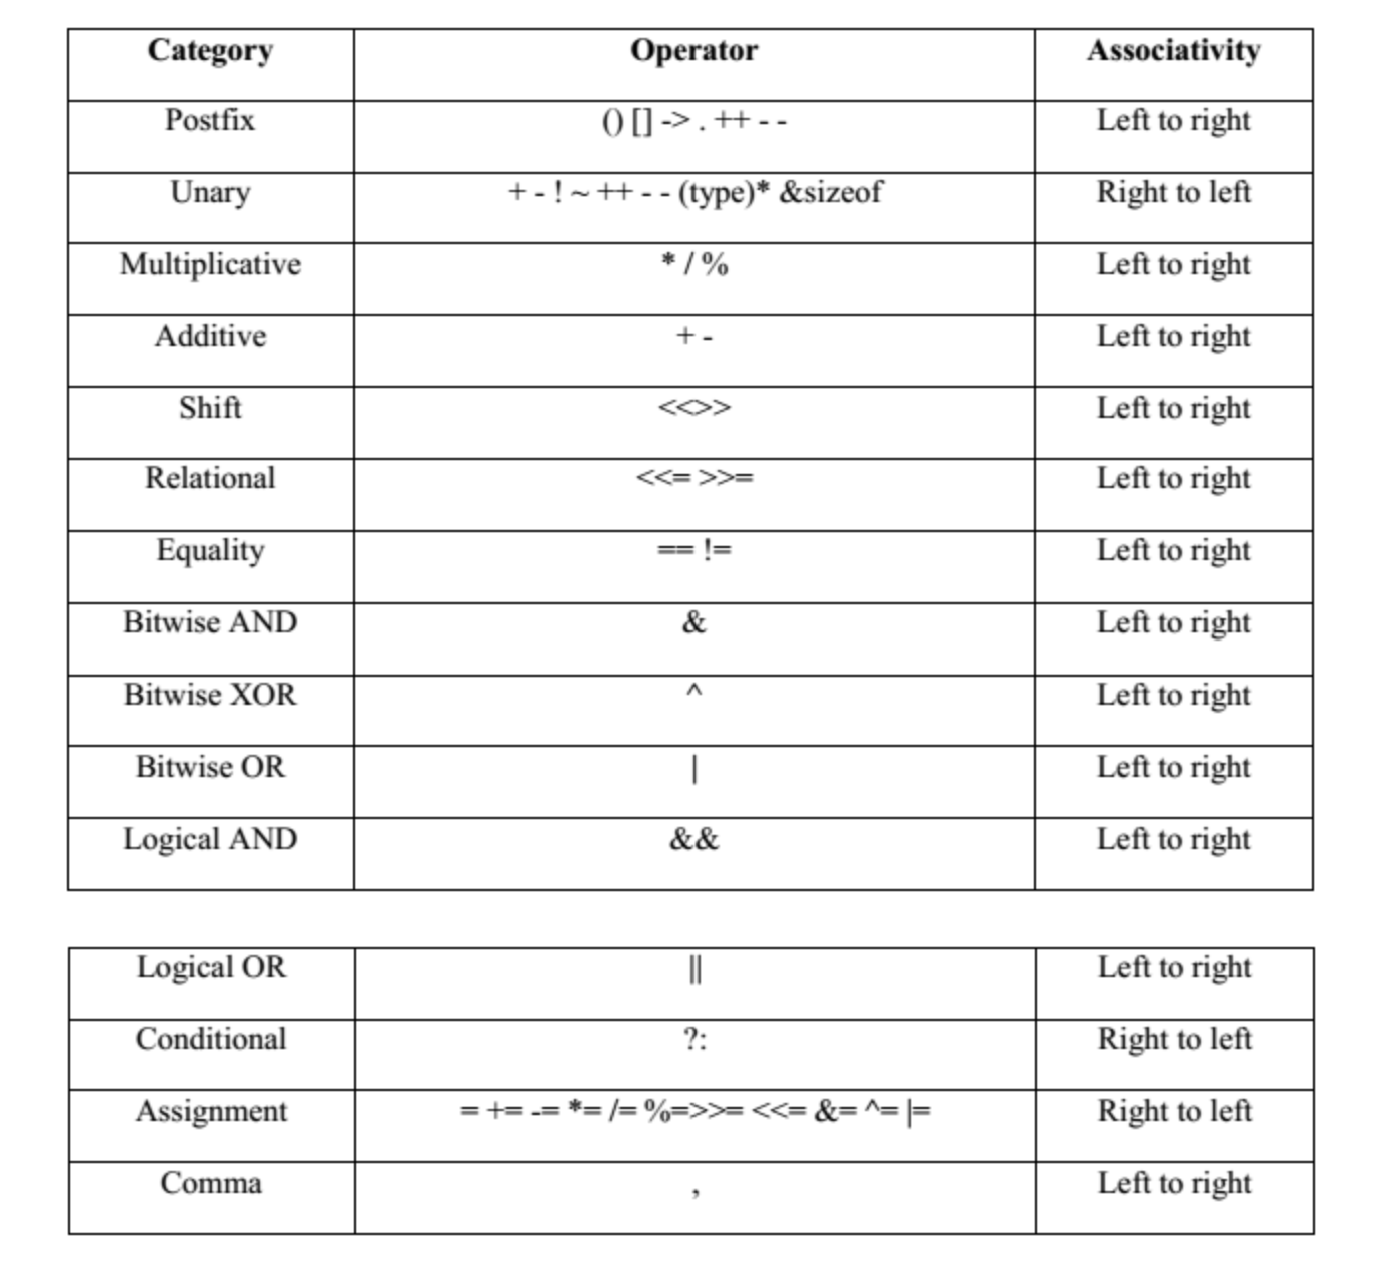 Category Operator Associativity
Postfix () [] -> . ++ - - Left to right
Unary + - ! ~ ++ - - (type)* &sizeof Right to left
Multiplicative * / % Left to right
Additive + - Left to right
Shift <<>> Left to right
Relational <<= >>= Left to right
Equality == != Left to right
Bitwise AND & Left to right
Bitwise XOR ^ Left to right
Bitwise OR | Left to right
Logical AND && Left to right
Logical OR || Left to right
Conditional ?: Right to left
Assignment = += -= *= /= %=>>= <<= &= ^= |= Right to left
Comma , Left to right